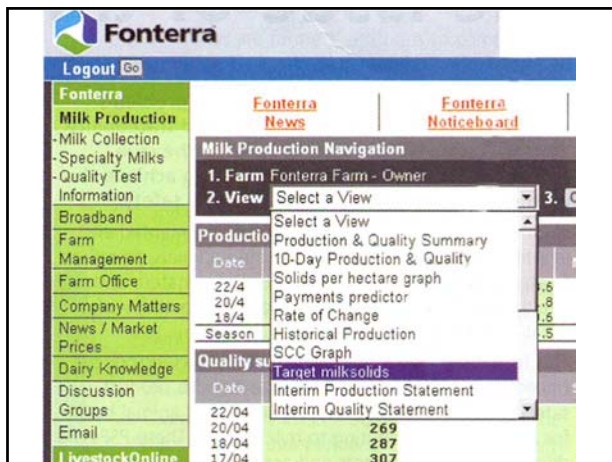 Fonterra
Logout Go
Fonterra
Milk Production
-Milk Collection
-Specialty Milks
-Quality Test
Information
Broadband
Farm
Management
Farm Office
Company Matters
News / Market
Prices
Dairy Knowledge
Discussion
Groups
Email
LivestockOnline
Fonterra
News
Fonterra
Noticeboard
Milk Production Navigation
1. Farm Fonterra Farm - Owner
2. View Select a View 3.
Select a View
Production & Quality Summary
10-Day Production & Quality
Solids per hectare graph
Payments predictor
Rate of Change
Historical Production
SCC Graph
Target milksolids
Interim Production Statement
Interim Quality Statement
Productio
Date
22/4
20/4
18/4
Season
Quality su
Date
22/04
20/04 269
18/04 287
17/04 307